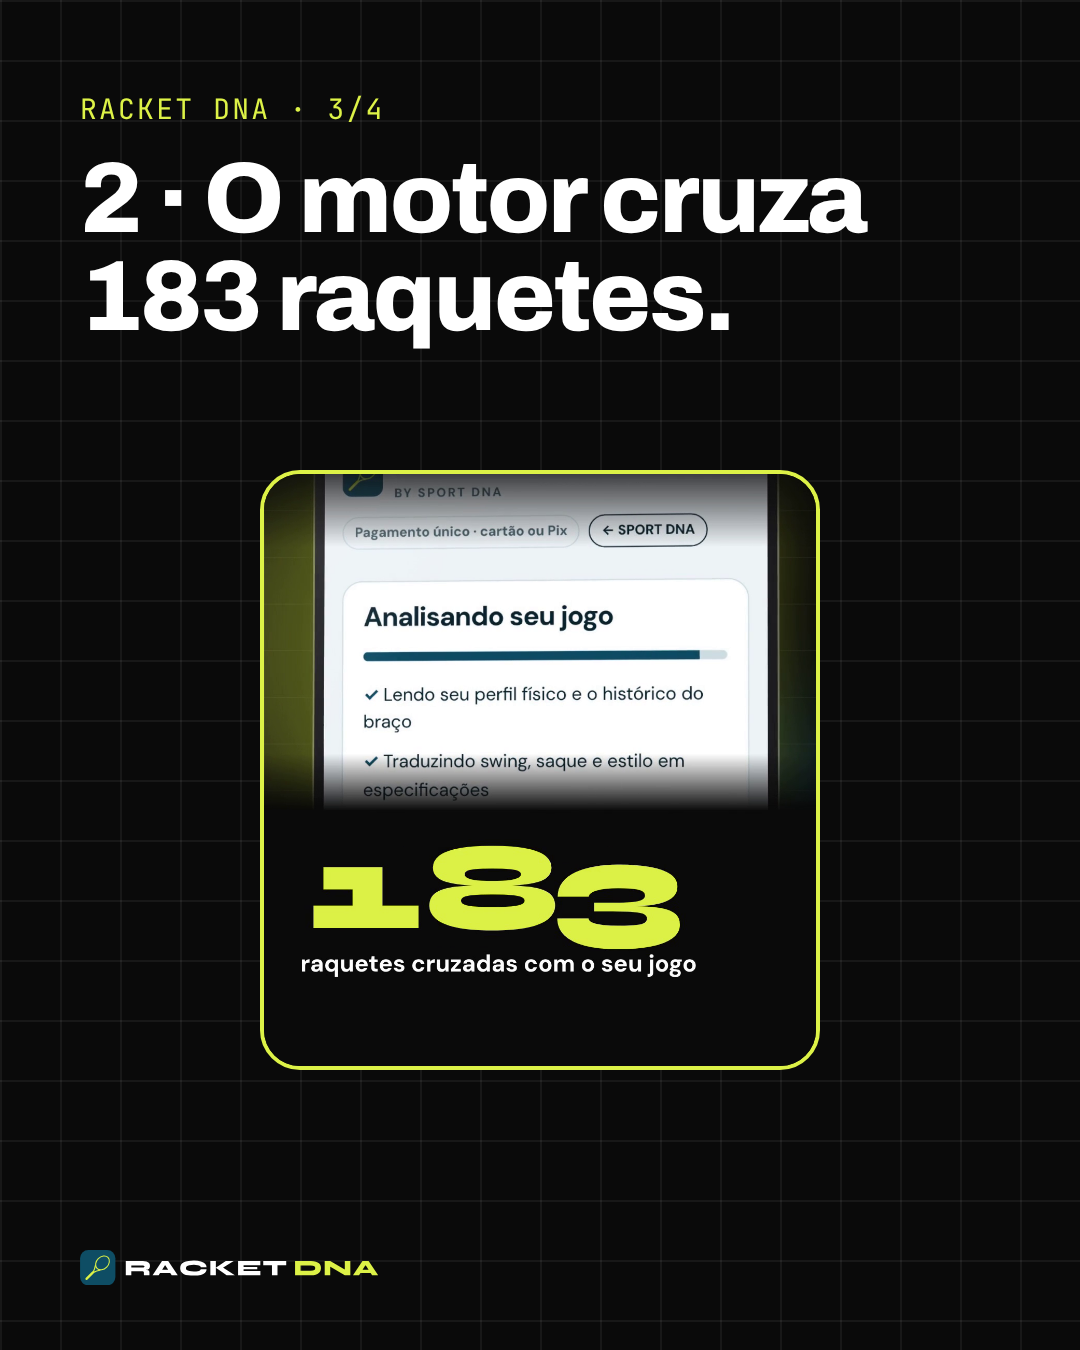 RACKET DNA · 3/4
2 · O motor cruza
183 raquetes.
BY SPORT DNA
Pagamento único · cartão ou Pix
← SPORT DNA
Analisando seu jogo
✓ Lendo seu perfil físico e o histórico do
braço
✓ Traduzindo swing, saque e estilo em
especificações
183
raquetes cruzadas com o seu jogo
RACKET DNA